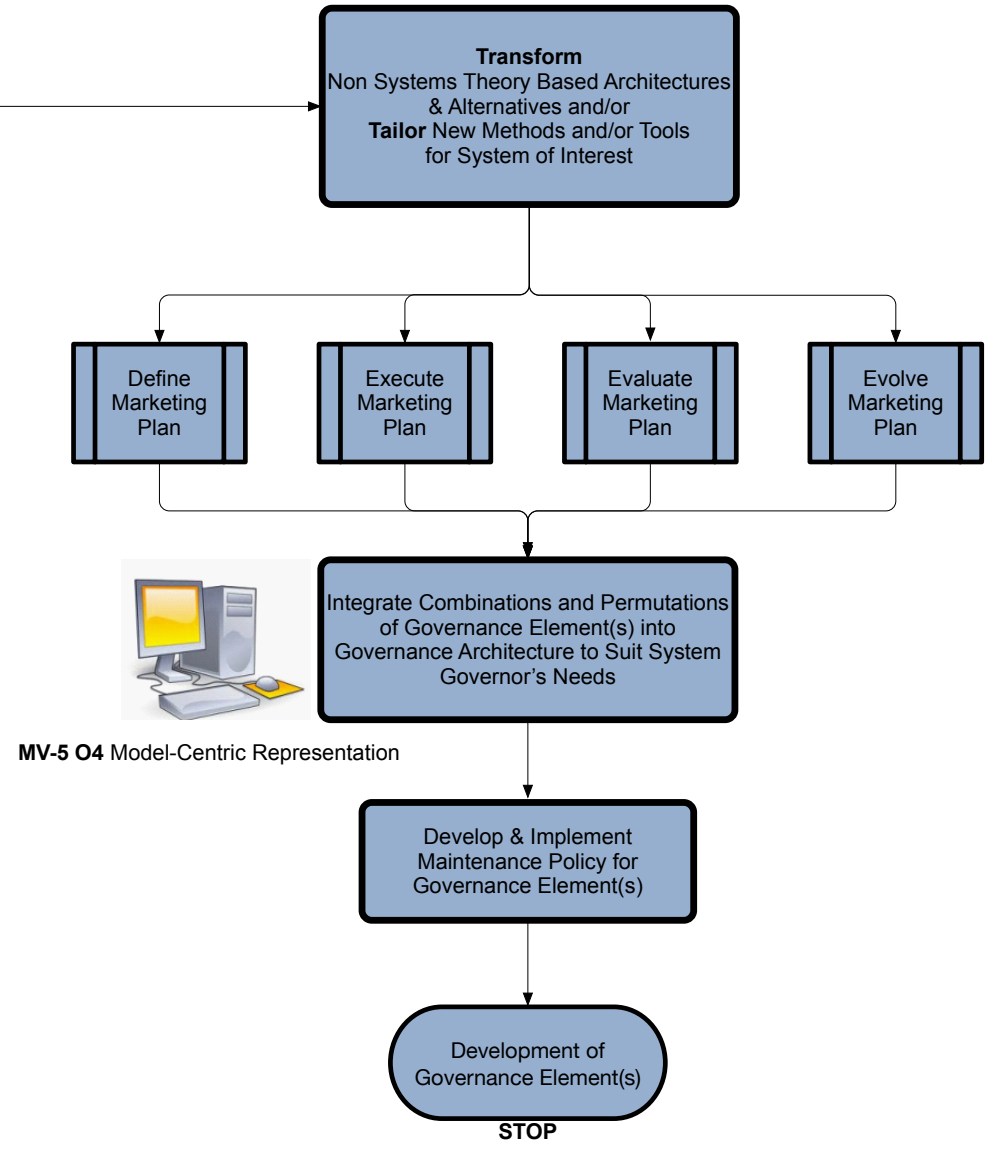 Transform
Non Systems Theory Based Architectures
& Alternatives and/or
Tailor New Methods and/or Tools
for System of Interest
Define
Marketing
Plan
Execute
Marketing
Plan
Evaluate
Marketing
Plan
Evolve
Marketing
Plan
Integrate Combinations and Permutations
of Governance Element(s) into
Governance Architecture to Suit System
Governor's Needs
MV-5 O4 Model-Centric Representation
Develop & Implement
Maintenance Policy for
Governance Element(s)
Development of
Governance Element(s)
STOP